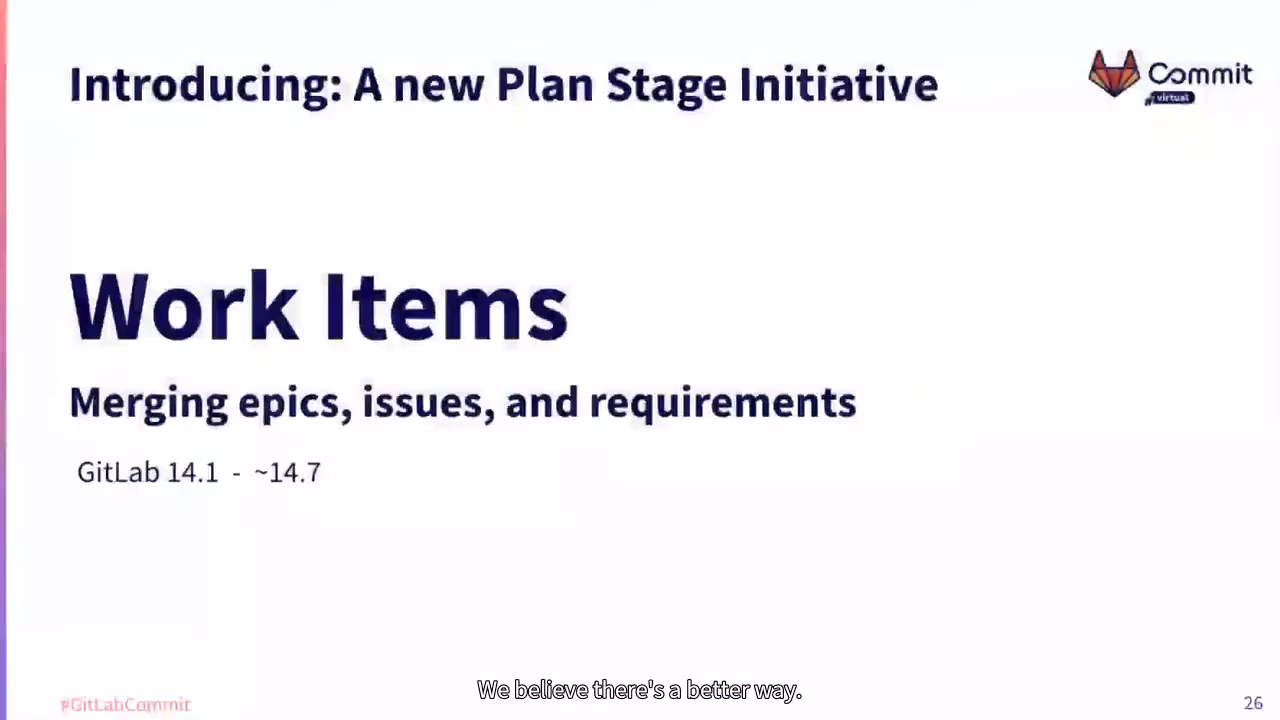 Introducing: A new Plan Stage Initiative
Commit
virtual
Work Items
Merging epics, issues, and requirements
GitLab 14.1 - ~14.7
We believe there's a better way.
#GitLabCommit
26